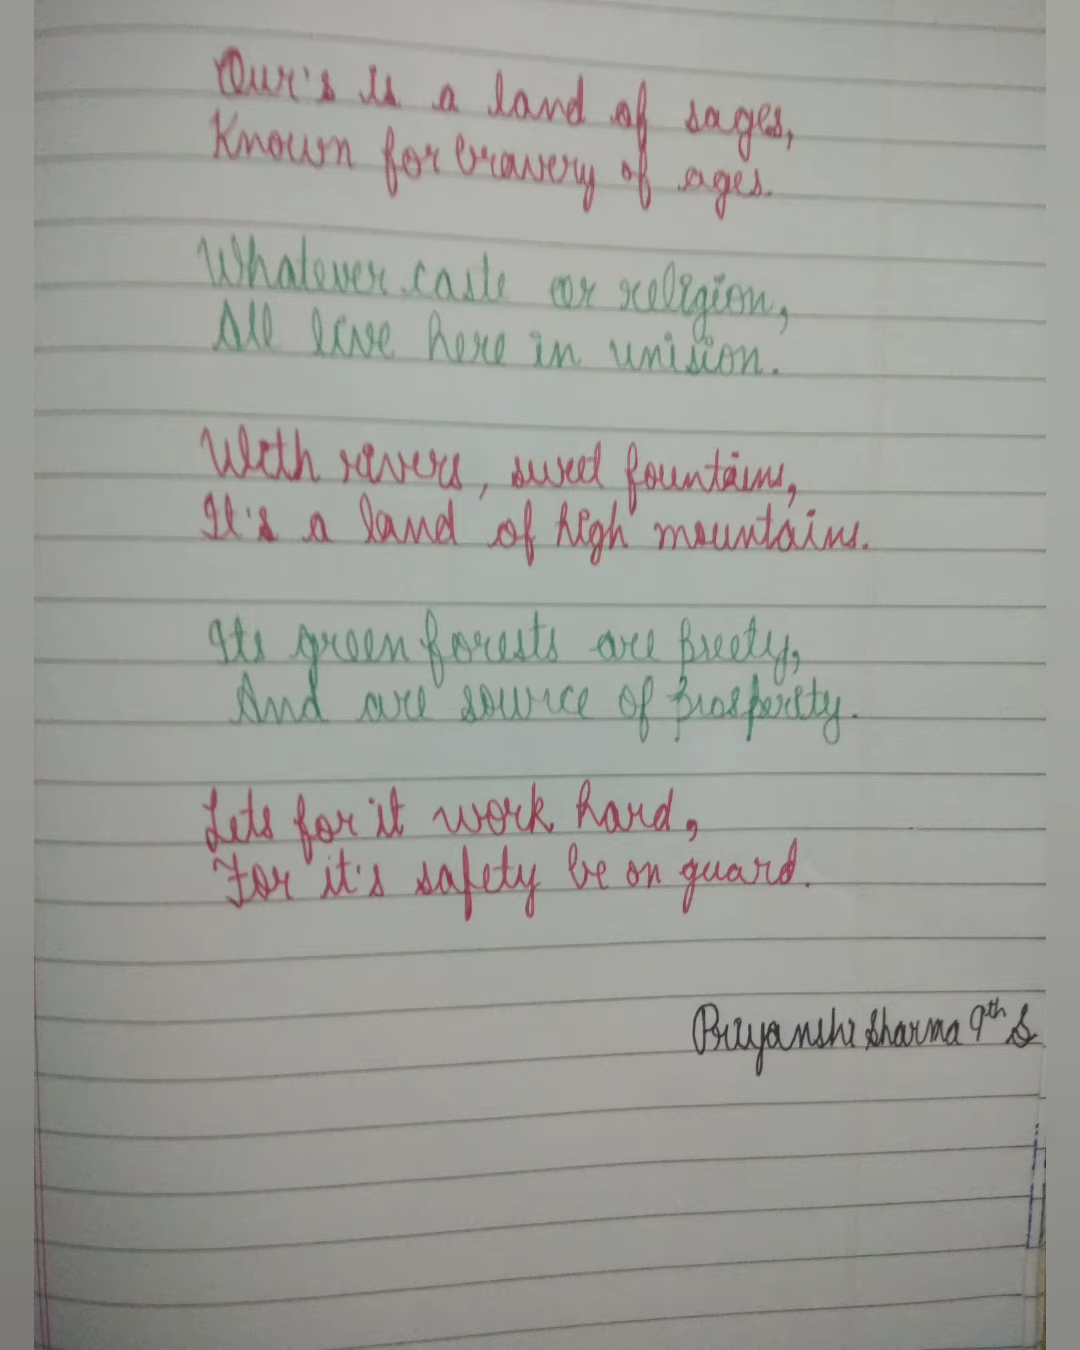 Our's is a land of sages,
Known for bravery of ages.
Whatever caste or religion,
All live here in unision.
With rivers, sweet fountains,
It's a land of high mountains.
Its green forests are preety,
And are source of prosperity.
Lets for it work hard,
For it's safety be on guard.
Priyanshi Sharma 9th S